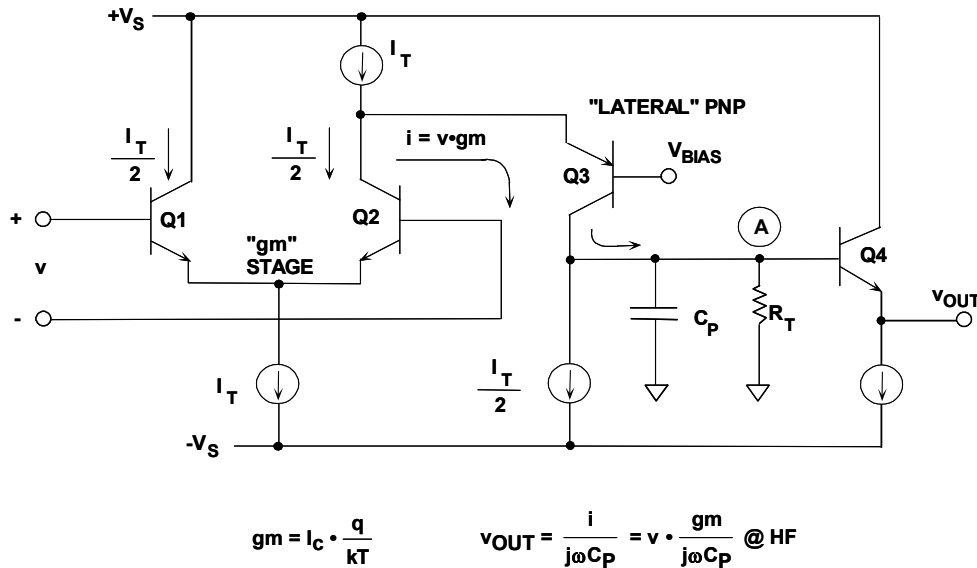 +VS
IT
"LATERAL" PNP
IT
2
IT
2
i = v•gm
VBIAS
Q3
+
Q1
Q2
A
"gm"
STAGE
Q4
v
vOUT
-
CP
RT
IT
IT
2
-VS
gm = IC • q
kT
vOUT = i
jωCP
= v • gm
jωCP
@ HF